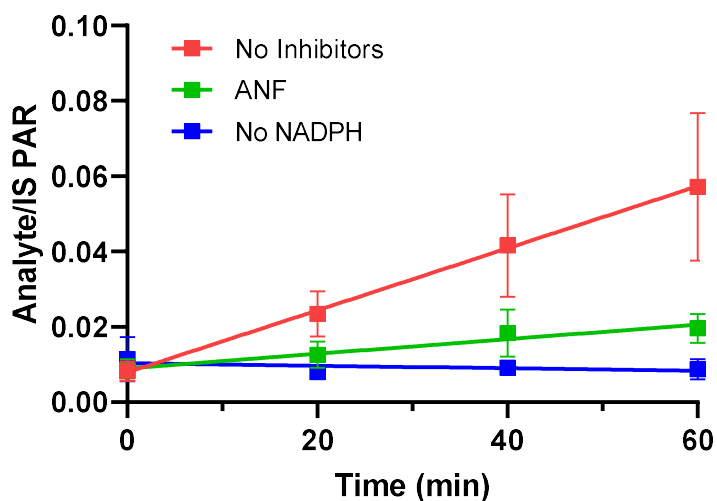 Analyte/IS PAR
0.10
0.08
0.06
0.04
0.02
0.00
No Inhibitors
ANF
No NADPH
0
20
40
60
Time (min)